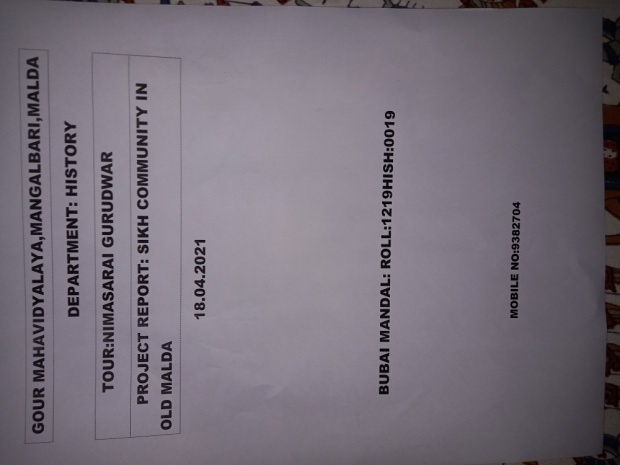 GOUR MAHAVIDYALAYA,MANGALBARI,MALDA
DEPARTMENT: HISTORY
TOUR:NIMASARAI GURUDWAR
PROJECT REPORT: SIKH COMMUNITY IN
OLD MALDA
18.04.2021
BUBAI MANDAL: ROLL:1219HISH:0019
MOBILE NO:9382704